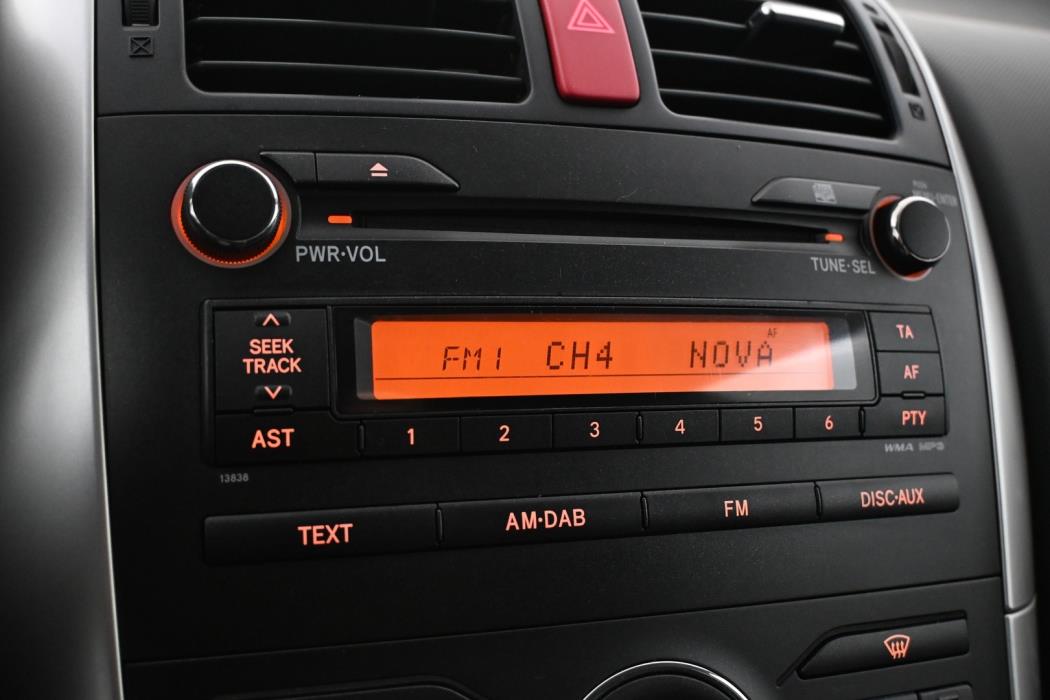 PWR·VOL
TUNE·SEL
SEEK
TRACK
AST
FM1 CH4 NOVA
AF
TA
AF
PTY
1 2 3 4 5 6
WMA MP3
13838
TEXT
AM·DAB
FM
DISC·AUX